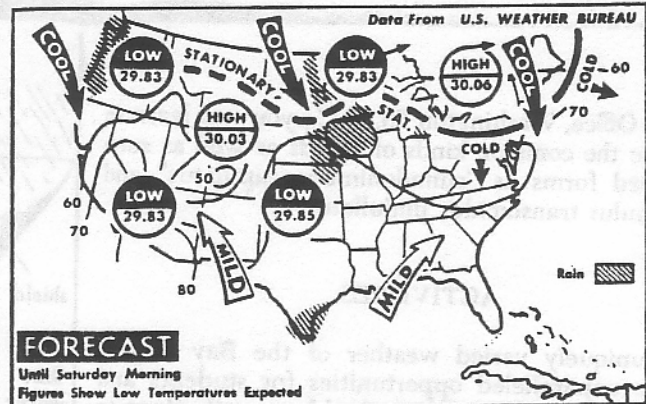 Data From U.S. WEATHER BUREAU
COOL
LOW
29.83
STATIONARY
COOL
LOW
29.83
HIGH
30.06
COOL
COLD
60
70
HIGH
30.03
STAT
COLD
50
LOW
29.83
LOW
29.85
60
70
80
MILD
MILD
Rain
FORECAST
Until Saturday Morning
Figures Show Low Temperatures Expected